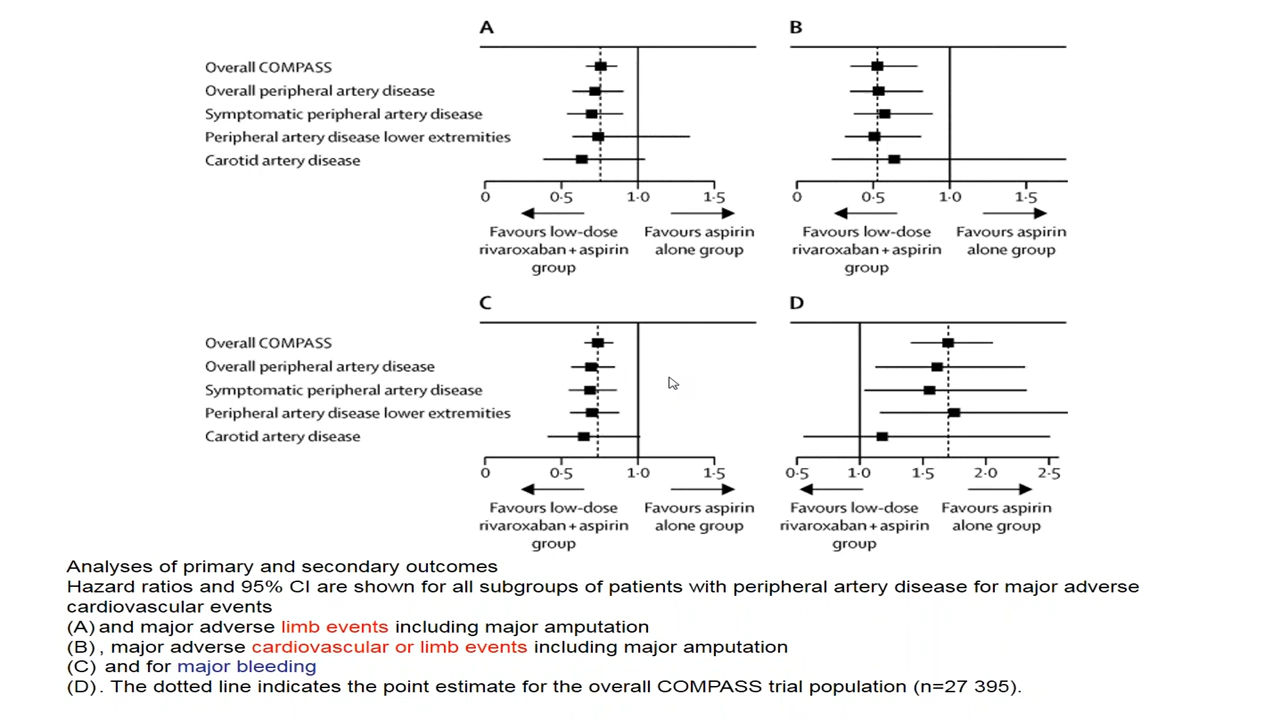 A
B
Overall COMPASS
Overall peripheral artery disease
Symptomatic peripheral artery disease
Peripheral artery disease lower extremities
Carotid artery disease
0 0·5 1·0 1·5
0 0·5 1·0 1·5
Favours low-dose
rivaroxaban + aspirin
group
Favours aspirin
alone group
Favours low-dose
rivaroxaban + aspirin
group
Favours aspirin
alone group
C
D
Overall COMPASS
Overall peripheral artery disease
Symptomatic peripheral artery disease
Peripheral artery disease lower extremities
Carotid artery disease
0 0·5 1·0 1·5
0·5 1·0 1·5 2·0 2·5
Favours low-dose
rivaroxaban + aspirin
group
Favours aspirin
alone group
Favours low-dose
rivaroxaban + aspirin
group
Favours aspirin
alone group
Analyses of primary and secondary outcomes
Hazard ratios and 95% CI are shown for all subgroups of patients with peripheral artery disease for major adverse
cardiovascular events
(A) and major adverse limb events including major amputation
(B) , major adverse cardiovascular or limb events including major amputation
(C) and for major bleeding
(D). The dotted line indicates the point estimate for the overall COMPASS trial population (n=27 395).